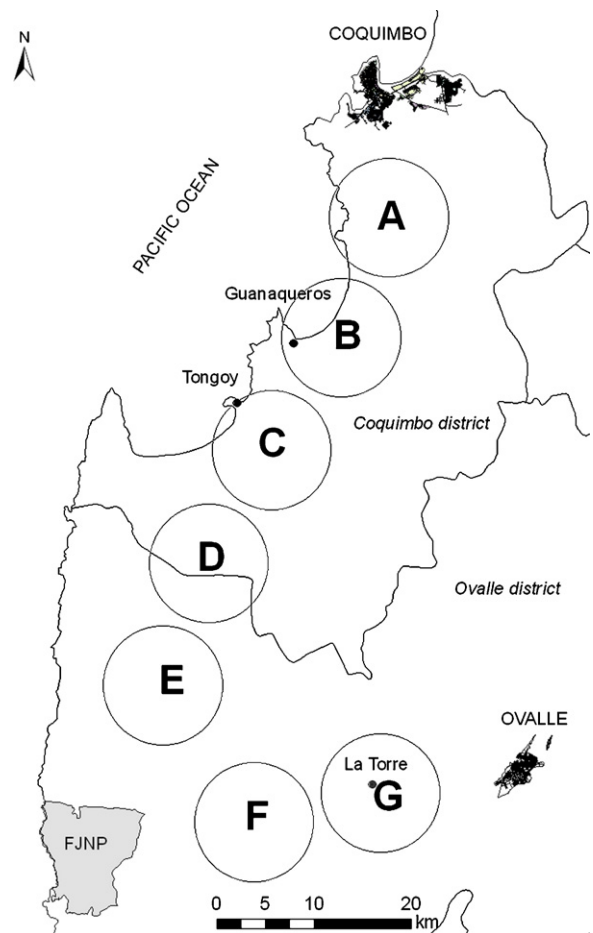 N
COQUIMBO
PACIFIC OCEAN
A
Guanaqueros
B
Tongoy
Coquimbo district
C
D
Ovalle district
E
OVALLE
La Torre
G
F
FJNP
0 5 10 20
km